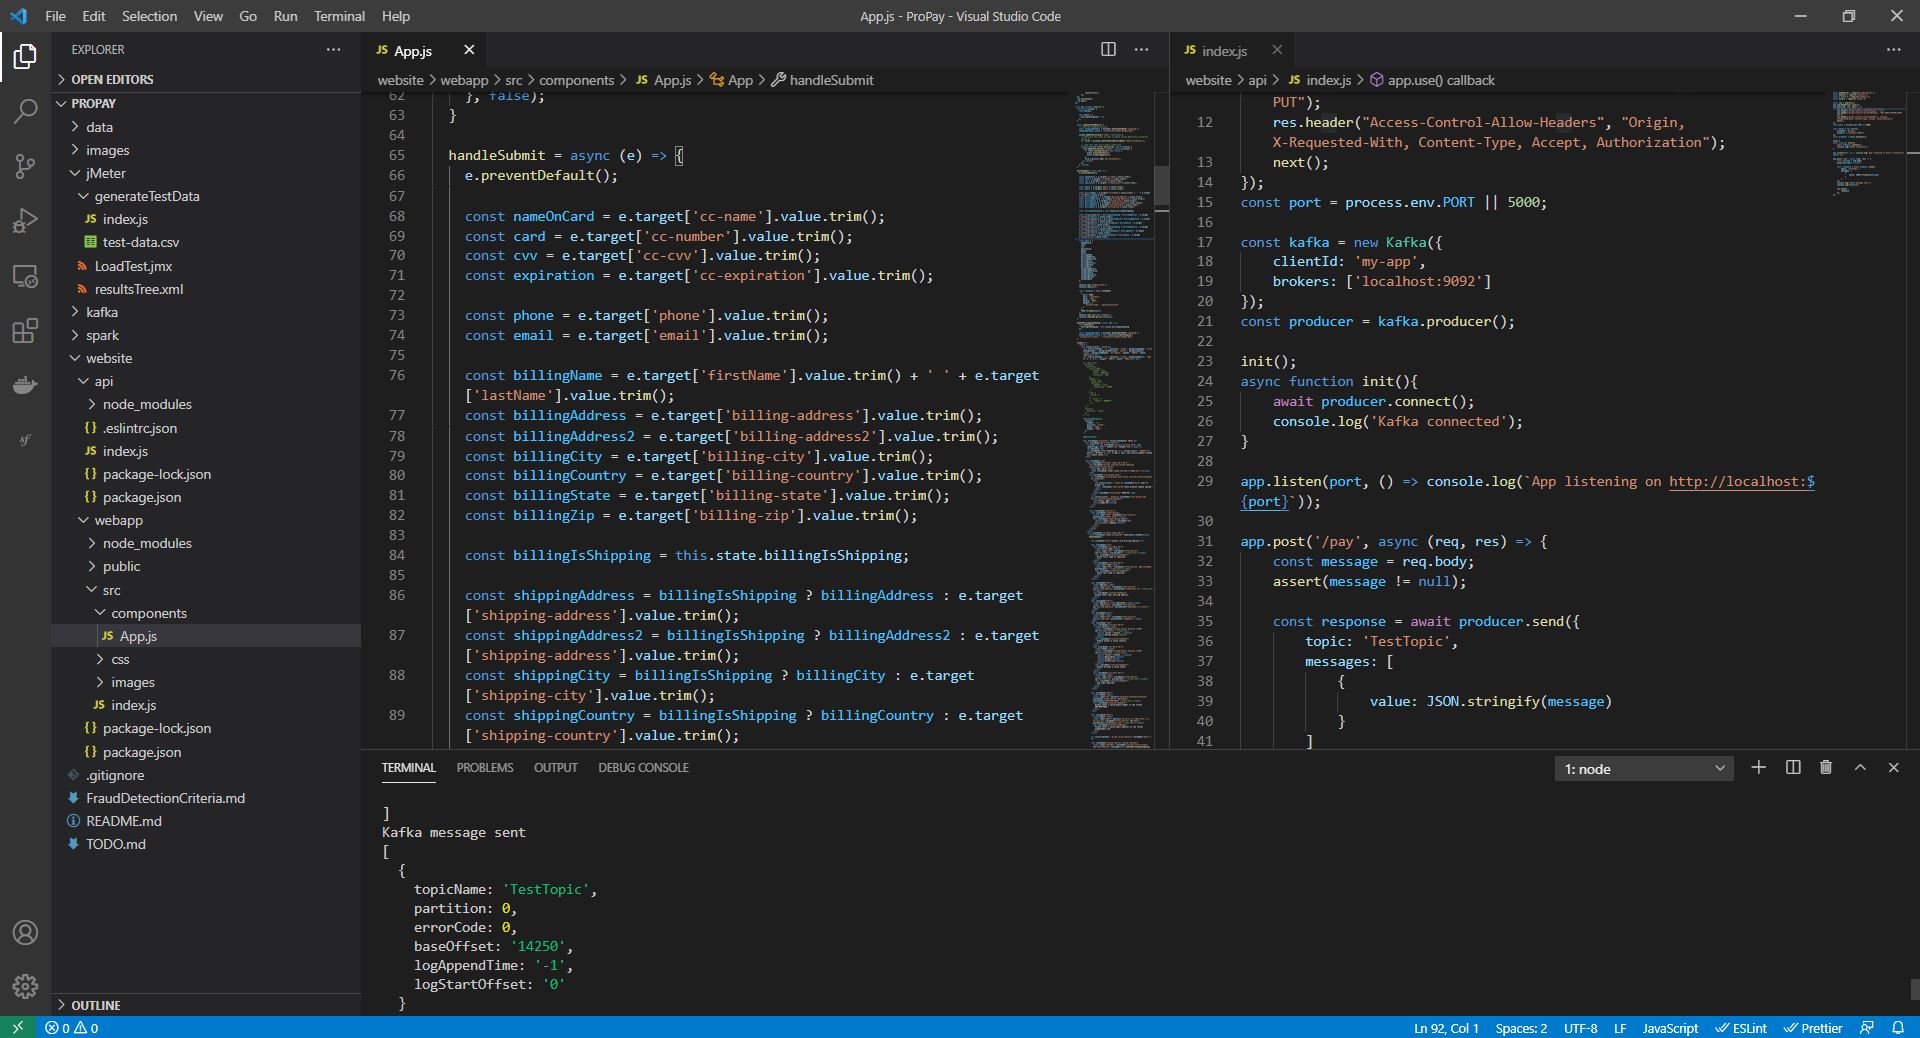 File Edit Selection View Go Run Terminal Help
App.js - ProPay - Visual Studio Code
EXPLORER
OPEN EDITORS
PROPAY
data
images
jMeter
generateTestData
JS index.js
test-data.csv
LoadTest.jmx
resultsTree.xml
kafka
spark
website
api
node_modules
{} .eslintrc.json
JS index.js
{} package-lock.json
{} package.json
webapp
node_modules
public
src
components
JS App.js
css
images
JS index.js
{} package-lock.json
{} package.json
.gitignore
FraudDetectionCriteria.md
README.md
TODO.md
OUTLINE
JS App.js
website > webapp > src > components > JS App.js > App > handleSubmit
62 }, false);
63 }
64
65 handleSubmit = async (e) => {
66 e.preventDefault();
67
68 const nameOnCard = e.target['cc-name'].value.trim();
69 const card = e.target['cc-number'].value.trim();
70 const cvv = e.target['cc-cvv'].value.trim();
71 const expiration = e.target['cc-expiration'].value.trim();
72
73 const phone = e.target['phone'].value.trim();
74 const email = e.target['email'].value.trim();
75
76 const billingName = e.target['firstName'].value.trim() + ' ' + e.target
['lastName'].value.trim();
77 const billingAddress = e.target['billing-address'].value.trim();
78 const billingAddress2 = e.target['billing-address2'].value.trim();
79 const billingCity = e.target['billing-city'].value.trim();
80 const billingCountry = e.target['billing-country'].value.trim();
81 const billingState = e.target['billing-state'].value.trim();
82 const billingZip = e.target['billing-zip'].value.trim();
83
84 const billingIsShipping = this.state.billingIsShipping;
85
86 const shippingAddress = billingIsShipping ? billingAddress : e.target
['shipping-address'].value.trim();
87 const shippingAddress2 = billingIsShipping ? billingAddress2 : e.target
['shipping-address'].value.trim();
88 const shippingCity = billingIsShipping ? billingCity : e.target
['shipping-city'].value.trim();
89 const shippingCountry = billingIsShipping ? billingCountry : e.target
['shipping-country'].value.trim();
JS index.js
website > api > JS index.js > app.use() callback
PUT");
12 res.header("Access-Control-Allow-Headers", "Origin,
X-Requested-With, Content-Type, Accept, Authorization");
13 next();
14 });
15 const port = process.env.PORT || 5000;
16
17 const kafka = new Kafka({
18 clientId: 'my-app',
19 brokers: ['localhost:9092']
20 });
21 const producer = kafka.producer();
22
23 init();
24 async function init(){
25 await producer.connect();
26 console.log('Kafka connected');
27 }
28
29 app.listen(port, () => console.log(`App listening on http://localhost:$
{port}`));
30
31 app.post('/pay', async (req, res) => {
32 const message = req.body;
33 assert(message != null);
34
35 const response = await producer.send({
36 topic: 'TestTopic',
37 messages: [
38 {
39 value: JSON.stringify(message)
40 }
41 ]
TERMINAL PROBLEMS OUTPUT DEBUG CONSOLE
1: node
]
Kafka message sent
[
{
topicName: 'TestTopic',
partition: 0,
errorCode: 0,
baseOffset: '14250',
logAppendTime: '-1',
logStartOffset: '0'
}
0 0
Ln 92, Col 1 Spaces: 2 UTF-8 LF JavaScript ESLint Prettier